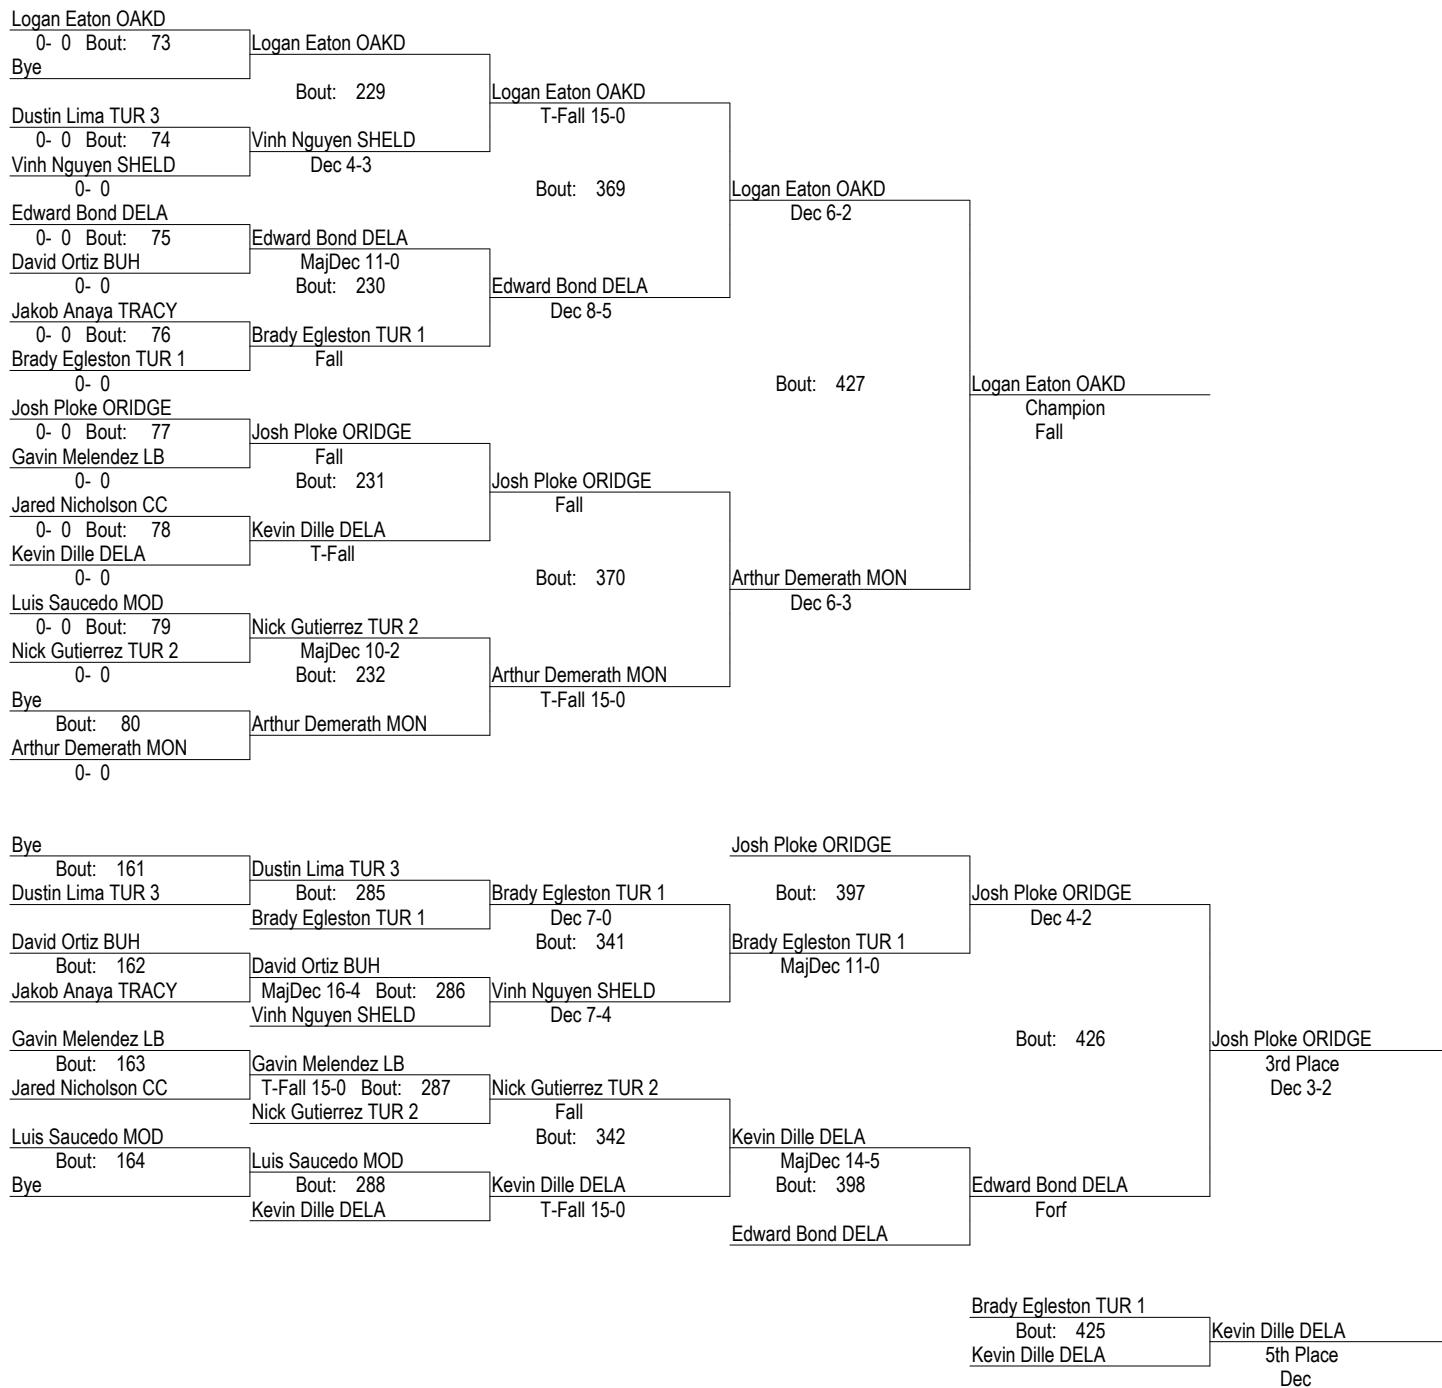 Logan Eaton OAKD
0- 0 Bout: 73
Logan Eaton OAKD
Bye
Bout: 229
Logan Eaton OAKD
T-Fall 15-0
Dustin Lima TUR 3
0- 0 Bout: 74
Vinh Nguyen SHELD
Vinh Nguyen SHELD
Dec 4-3
0- 0
Bout: 369
Logan Eaton OAKD
Dec 6-2
Edward Bond DELA
0- 0 Bout: 75
Edward Bond DELA
David Ortiz BUH
MajDec 11-0
0- 0
Bout: 230
Edward Bond DELA
Dec 8-5
Jakob Anaya TRACY
0- 0 Bout: 76
Brady Egleston TUR 1
Brady Egleston TUR 1
Fall
0- 0
Bout: 427
Logan Eaton OAKD
Champion
Fall
Josh Ploke ORIDGE
0- 0 Bout: 77
Josh Ploke ORIDGE
Gavin Melendez LB
Fall
0- 0
Bout: 231
Josh Ploke ORIDGE
Fall
Jared Nicholson CC
0- 0 Bout: 78
Kevin Dille DELA
Kevin Dille DELA
T-Fall
0- 0
Bout: 370
Arthur Demerath MON
Dec 6-3
Luis Saucedo MOD
0- 0 Bout: 79
Nick Gutierrez TUR 2
Nick Gutierrez TUR 2
MajDec 10-2
0- 0
Bout: 232
Arthur Demerath MON
T-Fall 15-0
Bye
Bout: 80
Arthur Demerath MON
Arthur Demerath MON
0- 0
Bye
Bout: 161
Dustin Lima TUR 3
Dustin Lima TUR 3
Bout: 285
Brady Egleston TUR 1
Brady Egleston TUR 1
Dec 7-0
Josh Ploke ORIDGE
Bout: 397
Josh Ploke ORIDGE
Dec 4-2
David Ortiz BUH
Bout: 162
Jakob Anaya TRACY
David Ortiz BUH
MajDec 16-4 Bout: 286
Vinh Nguyen SHELD
Bout: 341
Vinh Nguyen SHELD
Dec 7-4
Brady Egleston TUR 1
MajDec 11-0
Gavin Melendez LB
Bout: 163
Jared Nicholson CC
Gavin Melendez LB
T-Fall 15-0 Bout: 287
Nick Gutierrez TUR 2
Nick Gutierrez TUR 2
Fall
Bout: 426
Josh Ploke ORIDGE
3rd Place
Dec 3-2
Luis Saucedo MOD
Bout: 164
Bye
Luis Saucedo MOD
Bout: 288
Kevin Dille DELA
Bout: 342
Kevin Dille DELA
T-Fall 15-0
Kevin Dille DELA
MajDec 14-5
Bout: 398
Edward Bond DELA
Edward Bond DELA
Forf
Brady Egleston TUR 1
Bout: 425
Kevin Dille DELA
Kevin Dille DELA
5th Place
Dec